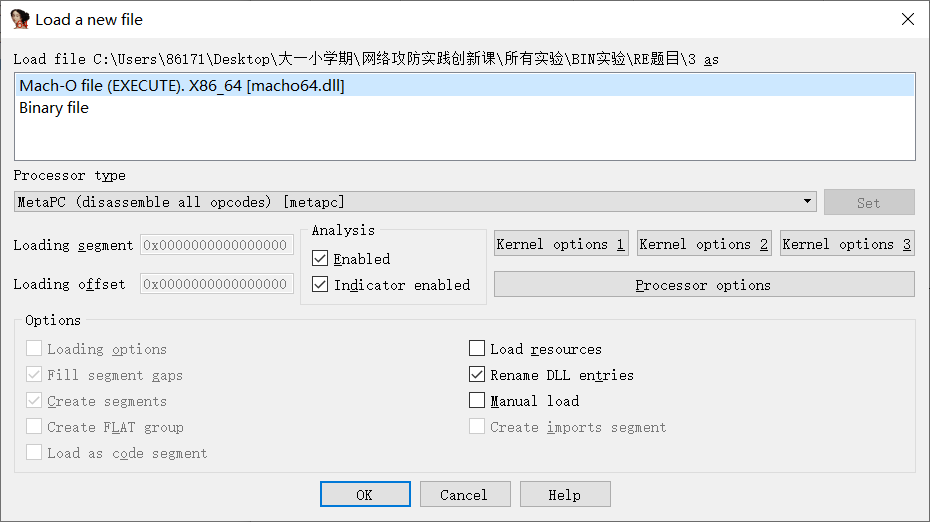 Load a new file
Load file C:\Users\86171\Desktop\大一小学期\网络攻防实践创新课\所有实验\BIN实验\RE题目\3 as
Mach-O file (EXECUTE). X86_64 [macho64.dll]
Binary file
Processor type
MetaPC (disassemble all opcodes) [metapc]
Set
Loading segment 0x0000000000000000
Loading offset 0x0000000000000000
Analysis
Enabled
Indicator enabled
Kernel options 1
Kernel options 2
Kernel options 3
Processor options
Options
Loading options
Fill segment gaps
Create segments
Create FLAT group
Load as code segment
Load resources
Rename DLL entries
Manual load
Create imports segment
OK
Cancel
Help